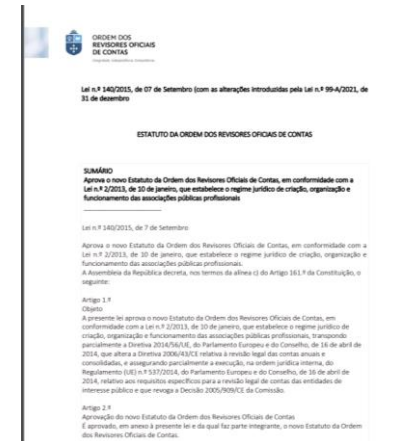 ORDEM DOS
REVISORES OFICIAIS
DE CONTAS
Lei n.º 140/2015, de 07 de Setembro (com as alterações introduzidas pela Lei n.º 99-A/2021, de
31 de dezembro
ESTATUTO DA ORDEM DOS REVISORES OFICIAIS DE CONTAS
SUMÁRIO
Aprova o novo Estatuto da Ordem dos Revisores Oficiais de Contas, em conformidade com a
Lei n.º 2/2013, de 10 de janeiro, que estabelece o regime jurídico de criação, organização e
funcionamento das associações públicas profissionais
Lei n.º 140/2015, de 7 de Setembro
Aprova o novo Estatuto da Ordem dos Revisores Oficiais de Contas, em conformidade com a
Lei n.º 2/2013, de 10 de janeiro, que estabelece o regime jurídico de criação, organização e
funcionamento das associações públicas profissionais.
A Assembleia da República decreta, nos termos da alínea c) do Artigo 161.º da Constituição, o
seguinte:
Artigo 1.º
Objeto
A presente lei aprova o novo Estatuto da Ordem dos Revisores Oficiais de Contas, em
conformidade com a Lei n.º 2/2013, de 10 de janeiro, que estabelece o regime jurídico de
criação, organização e funcionamento das associações públicas profissionais, transpondo
parcialmente a Diretiva 2014/56/UE, do Parlamento Europeu e do Conselho, de 16 de abril de
2014, que altera a Diretiva 2006/43/CE relativa à revisão legal das contas anuais e
consolidadas, e assegurando parcialmente a execução, na ordem jurídica interna, do
Regulamento (UE) n.º 537/2014, do Parlamento Europeu e do Conselho, de 16 de abril de
2014, relativo aos requisitos específicos para a revisão legal de contas das entidades de
interesse público e que revoga a Decisão 2005/909/CE da Comissão.
Artigo 2.º
Aprovação do novo Estatuto da Ordem dos Revisores Oficiais de Contas
É aprovado, em anexo à presente lei e da qual faz parte integrante, o novo Estatuto da Ordem
dos Revisores Oficiais de Contas.